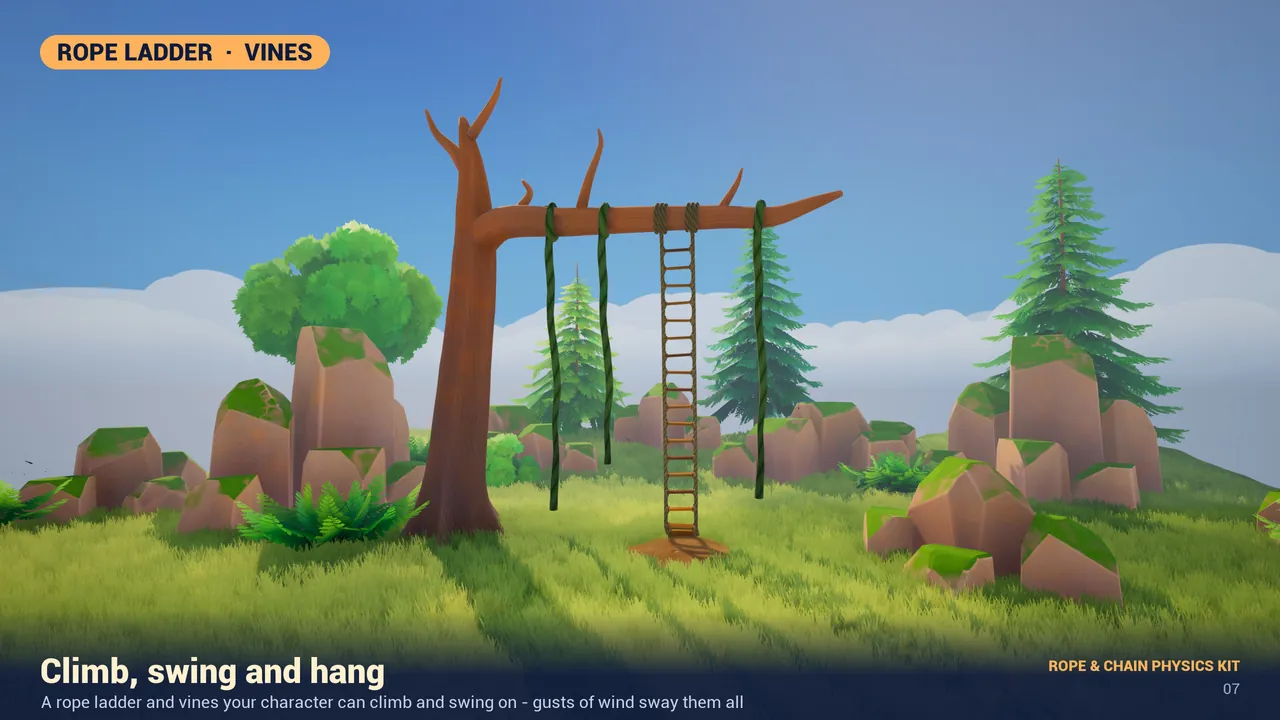 ROPE LADDER · VINES
Climb, swing and hang
A rope ladder and vines your character can climb and swing on - gusts of wind sway them all
ROPE & CHAIN PHYSICS KIT
07